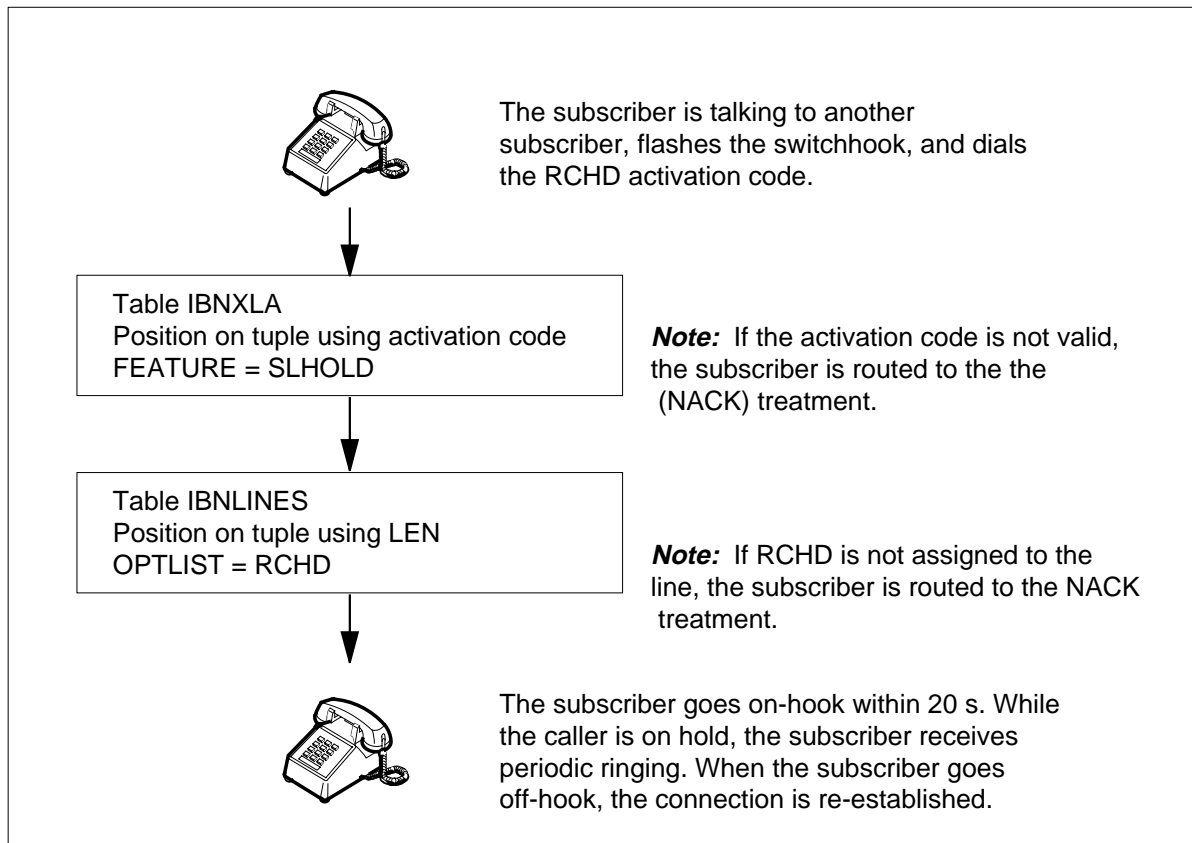 The subscriber is talking to another
subscriber, flashes the switchhook, and dials
the RCHD activation code.
Table IBNXLA
Position on tuple using activation code
FEATURE = SLHOLD
Note: If the activation code is not valid,
the subscriber is routed to the the
(NACK) treatment.
Table IBNLINES
Position on tuple using LEN
OPTLIST = RCHD
Note: If RCHD is not assigned to the
line, the subscriber is routed to the NACK
treatment.
The subscriber goes on-hook within 20 s. While
the caller is on hold, the subscriber receives
periodic ringing. When the subscriber goes
off-hook, the connection is re-established.